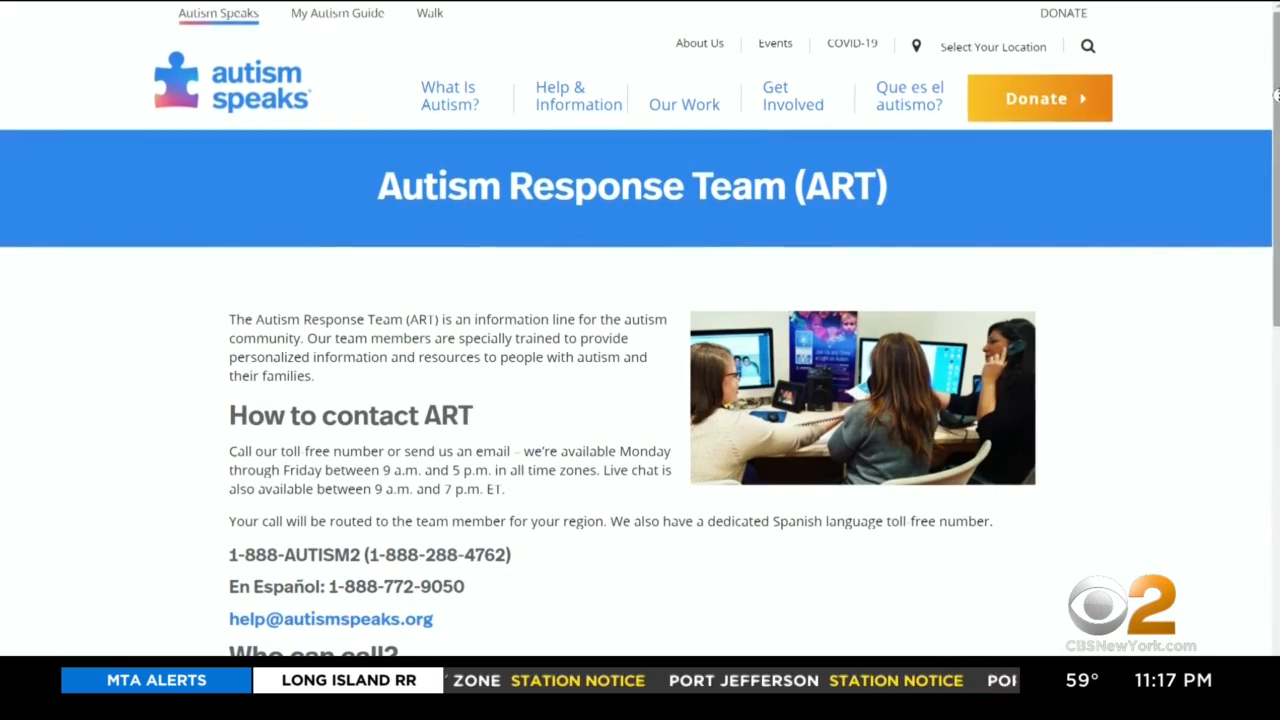 Autism Speaks My Autism Guide Walk DONATE
About Us Events COVID-19 Select Your Location
autism
speaks
What Is
Autism?
Help &
Information
Our Work
Get
Involved
Que es el
autismo?
Donate
Autism Response Team (ART)
The Autism Response Team (ART) is an information line for the autism
community. Our team members are specially trained to provide
personalized information and resources to people with autism and
their families.
How to contact ART
Call our toll-free number or send us an email – we're available Monday
through Friday between 9 a.m. and 5 p.m. in all time zones. Live chat is
also available between 9 a.m. and 7 p.m. ET.
Your call will be routed to the team member for your region. We also have a dedicated Spanish language toll-free number.
1-888-AUTISM2 (1-888-288-4762)
En Español: 1-888-772-9050
help@autismspeaks.org
Who can call?
2
CBSNewYork.com
MTA ALERTS LONG ISLAND RR ZONE STATION NOTICE PORT JEFFERSON STATION NOTICE 59° 11:17 PM